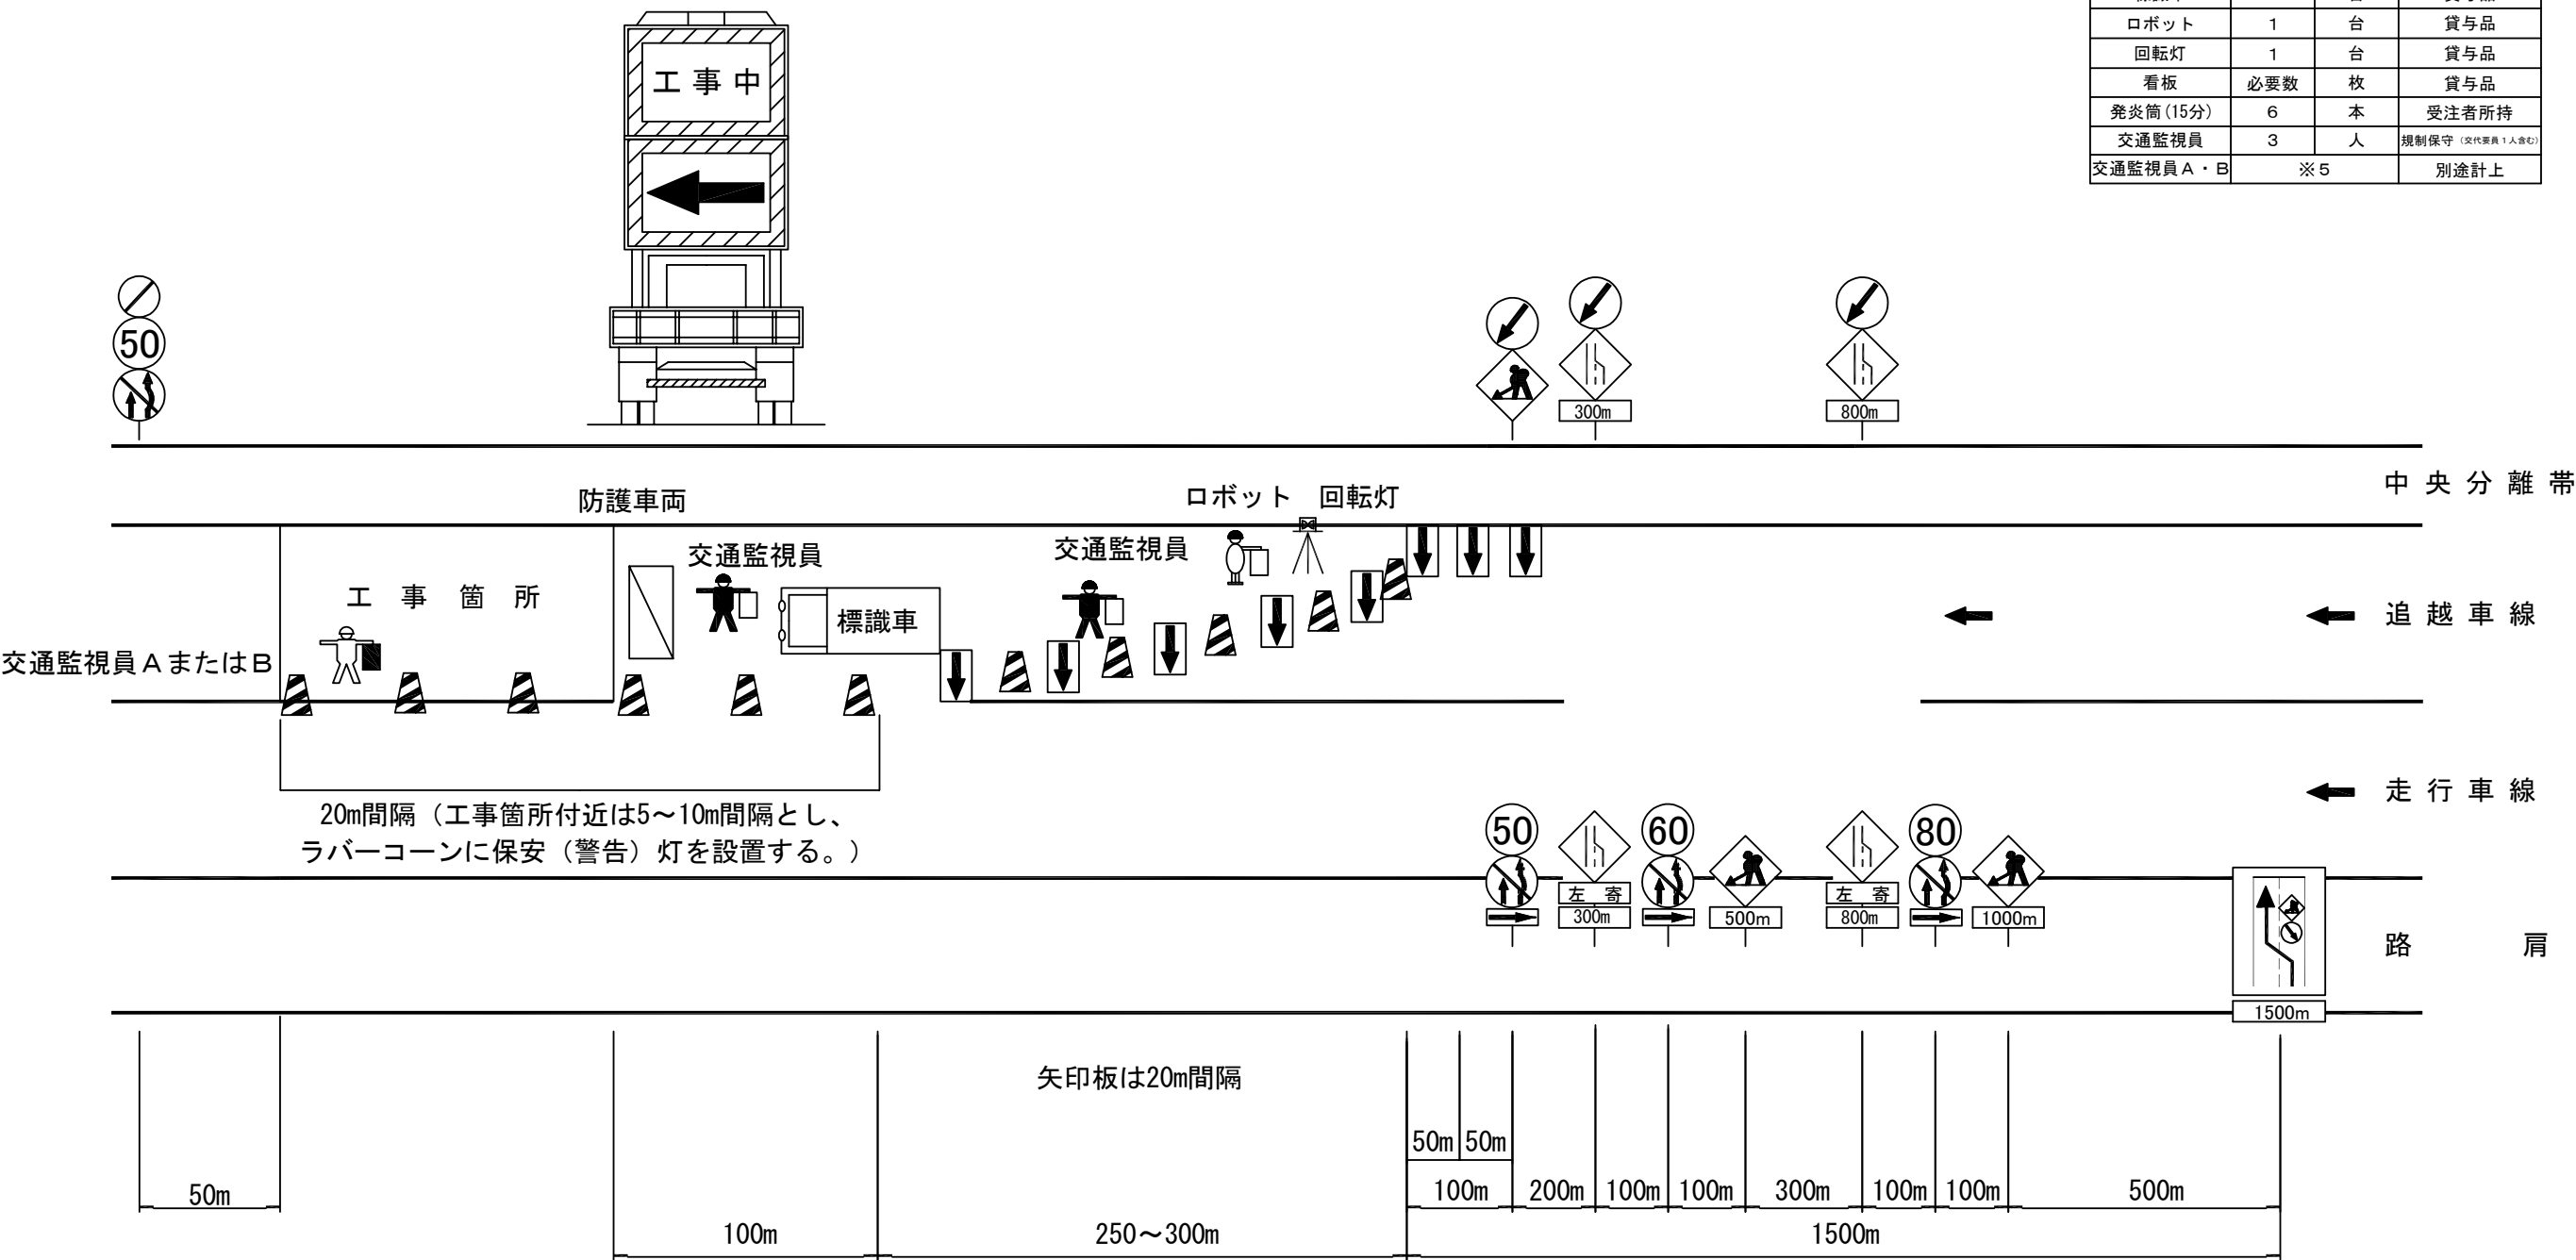 ロボット 1 台 貸与品
回転灯 1 台 貸与品
看板 必要数 枚 貸与品
発炎筒(15分) 6 本 受注者所持
交通監視員 3 人 規制保守（交代要員1人含む）
交通監視員A・B ※5 別途計上
工事中
50
300m
800m
中央分離帯
防護車両
ロボット 回転灯
交通監視員
交通監視員
工事箇所
標識車
追越車線
交通監視員AまたはB
走行車線
20m間隔（工事箇所付近は5～10m間隔とし、
ラバーコーンに保安（警告）灯を設置する。）
50
60
80
左寄
300m
500m
左寄
800m
1000m
路肩
1500m
矢印板は20m間隔
50m 50m
50m
100m 200m 100m 100m 300m 100m 100m 500m
100m 250～300m 1500m